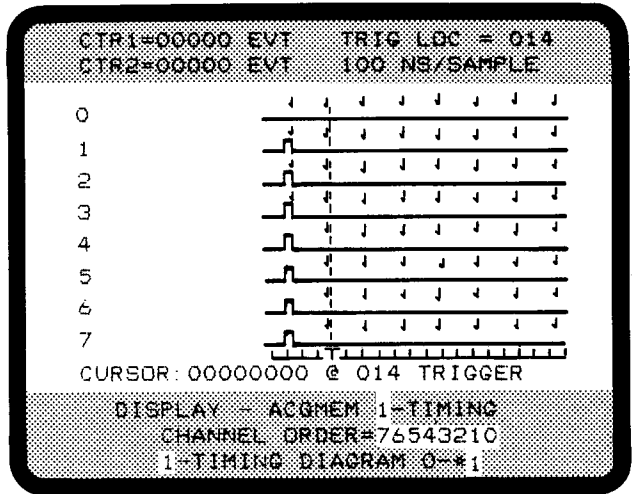 CTR1=00000 EVT TRIG LOC = 014
CTR2=00000 EVT 100 NS/SAMPLE
0
1
2
3
4
5
6
7
T
CURSOR:00000000 @ 014 TRIGGER
DISPLAY - ACQMEM 1-TIMING
CHANNEL ORDER=76543210
1-TIMING DIAGRAM 0-*1